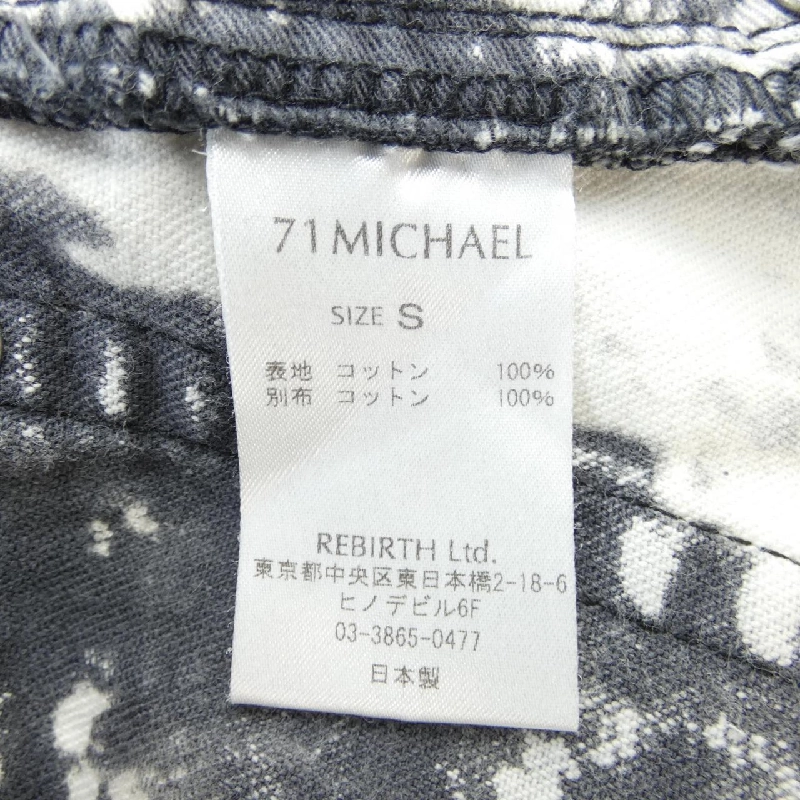 71 MICHAEL
SIZE S
表地 コットン 100%
別布 コットン 100%
REBIRTH Ltd.
東京都中央区東日本橋2-18-6
ヒノデビル6F
03-3865-0477
日本製